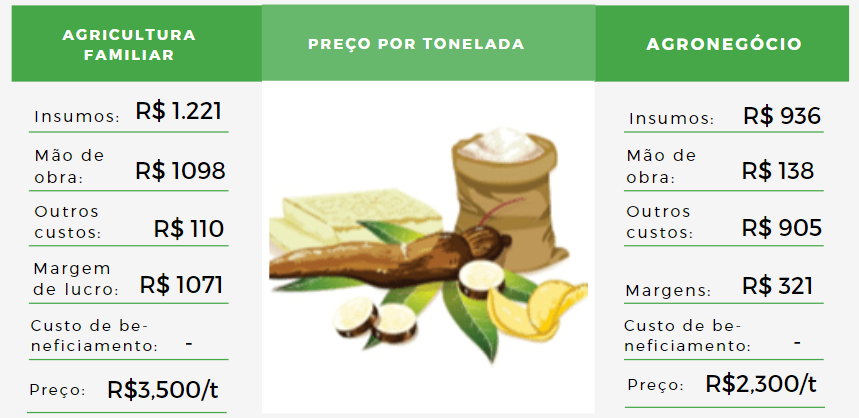 AGRICULTURA
FAMILIAR
PREÇO POR TONELADA
AGRONEGÓCIO
Insumos: R$ 1.221
Mão de
obra: R$ 1098
Outros
custos: R$ 110
Margem
de lucro: R$ 1071
Custo de be-
neficiamento: -
Preço: R$3,500/t
Insumos: R$ 936
Mão de
obra: R$ 138
Outros
custos: R$ 905
Margens: R$ 321
Custo de be-
neficiamento: -
Preço: R$2,300/t